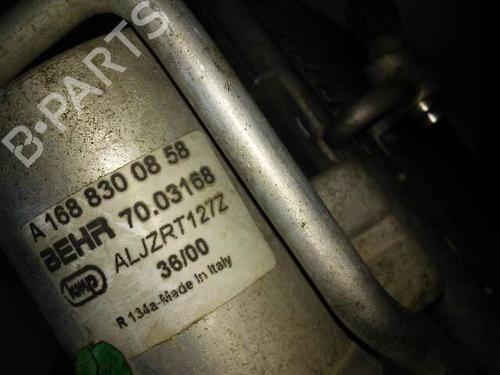 B-PARTS
A 168 830 08 58
BEHR 70.03168
ALJZRT127Z
36/00
R 134a-Made in Italy